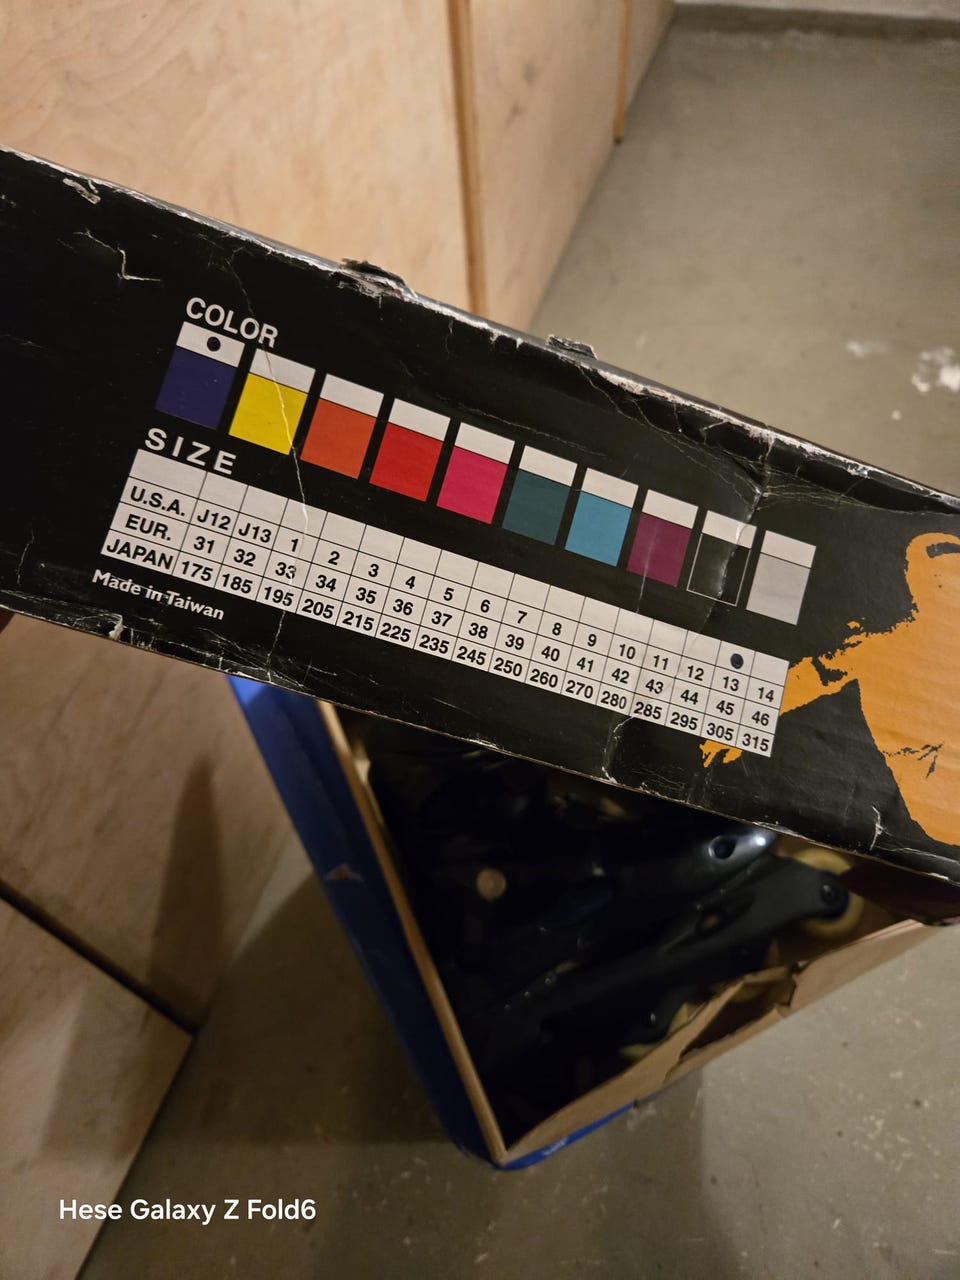 COLOR
SIZE
U.S.A. J12 J13 1 2 3 4 5 6 7 8 9 10 11 12 13 14
EUR. 31 32 33 34 35 36 37 38 39 40 41 42 43 44 45 46
JAPAN 175 185 195 205 215 225 235 245 250 260 270 280 285 295 305 315
Made in Taiwan
Hese Galaxy Z Fold6